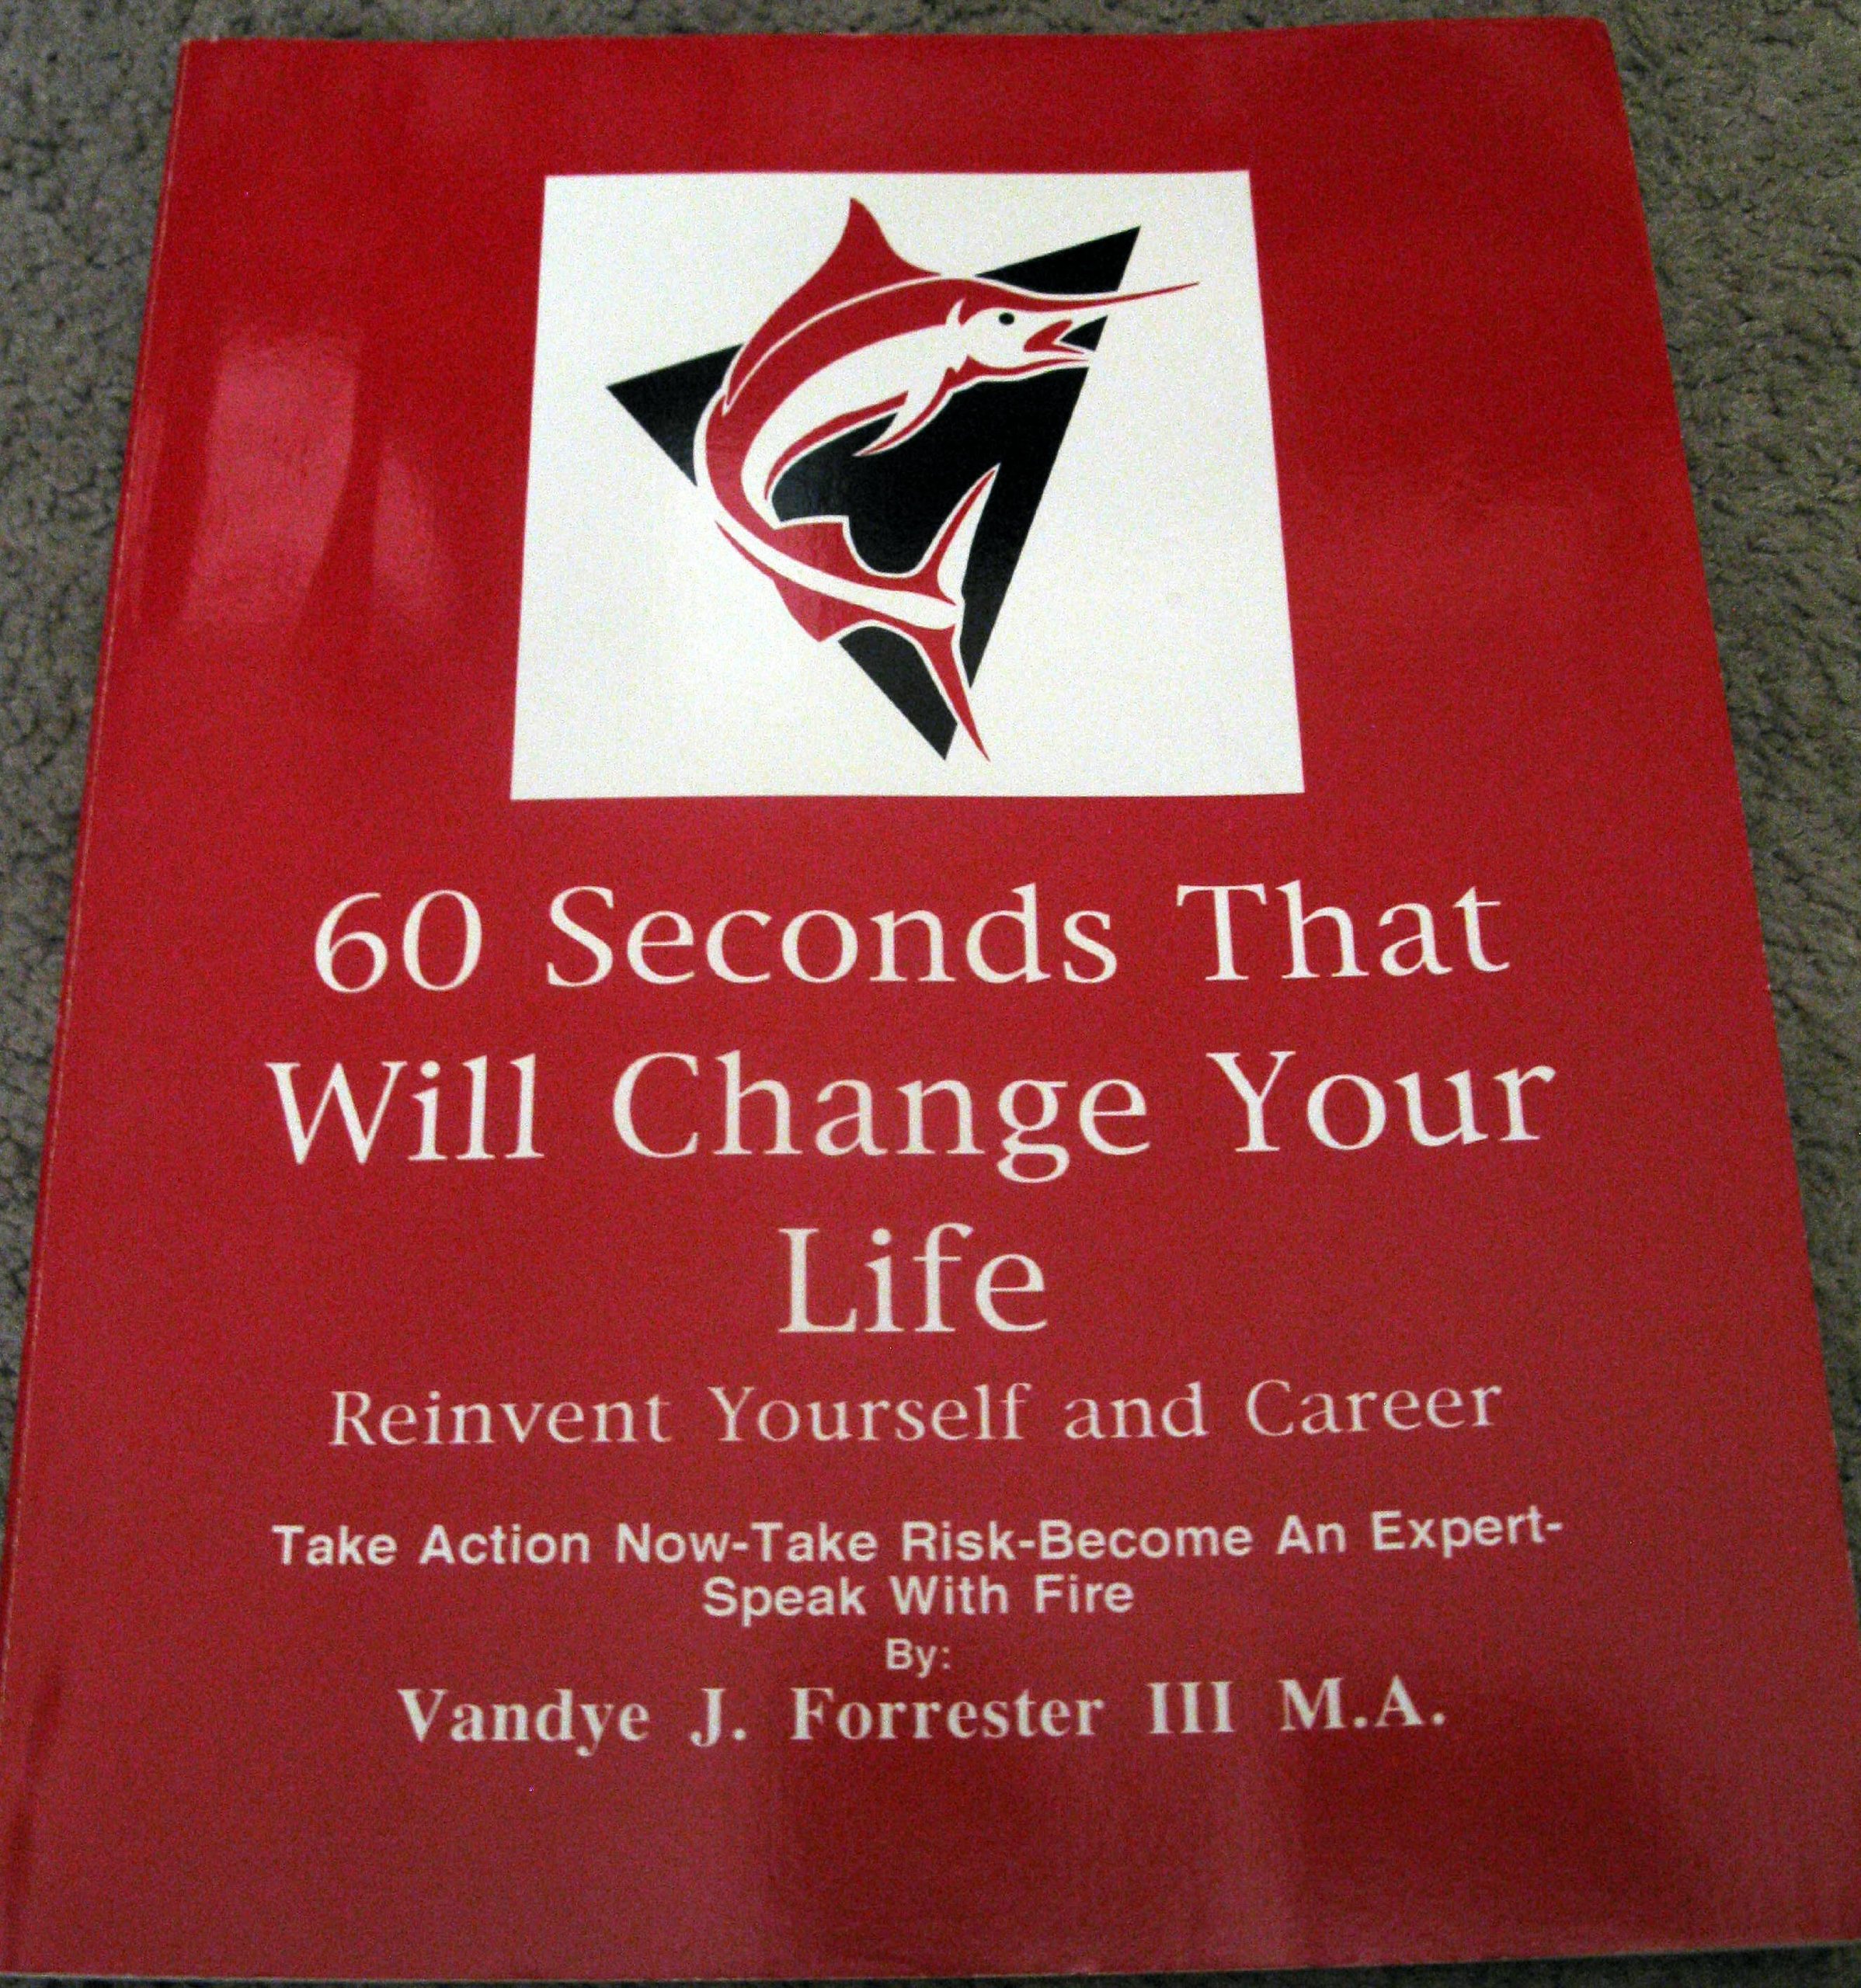 60 Seconds That
Will Change Your
Life
Reinvent Yourself and Career
Take Action Now-Take Risk-Become An Expert-
Speak With Fire
By:
Vandye J. Forrester III M.A.